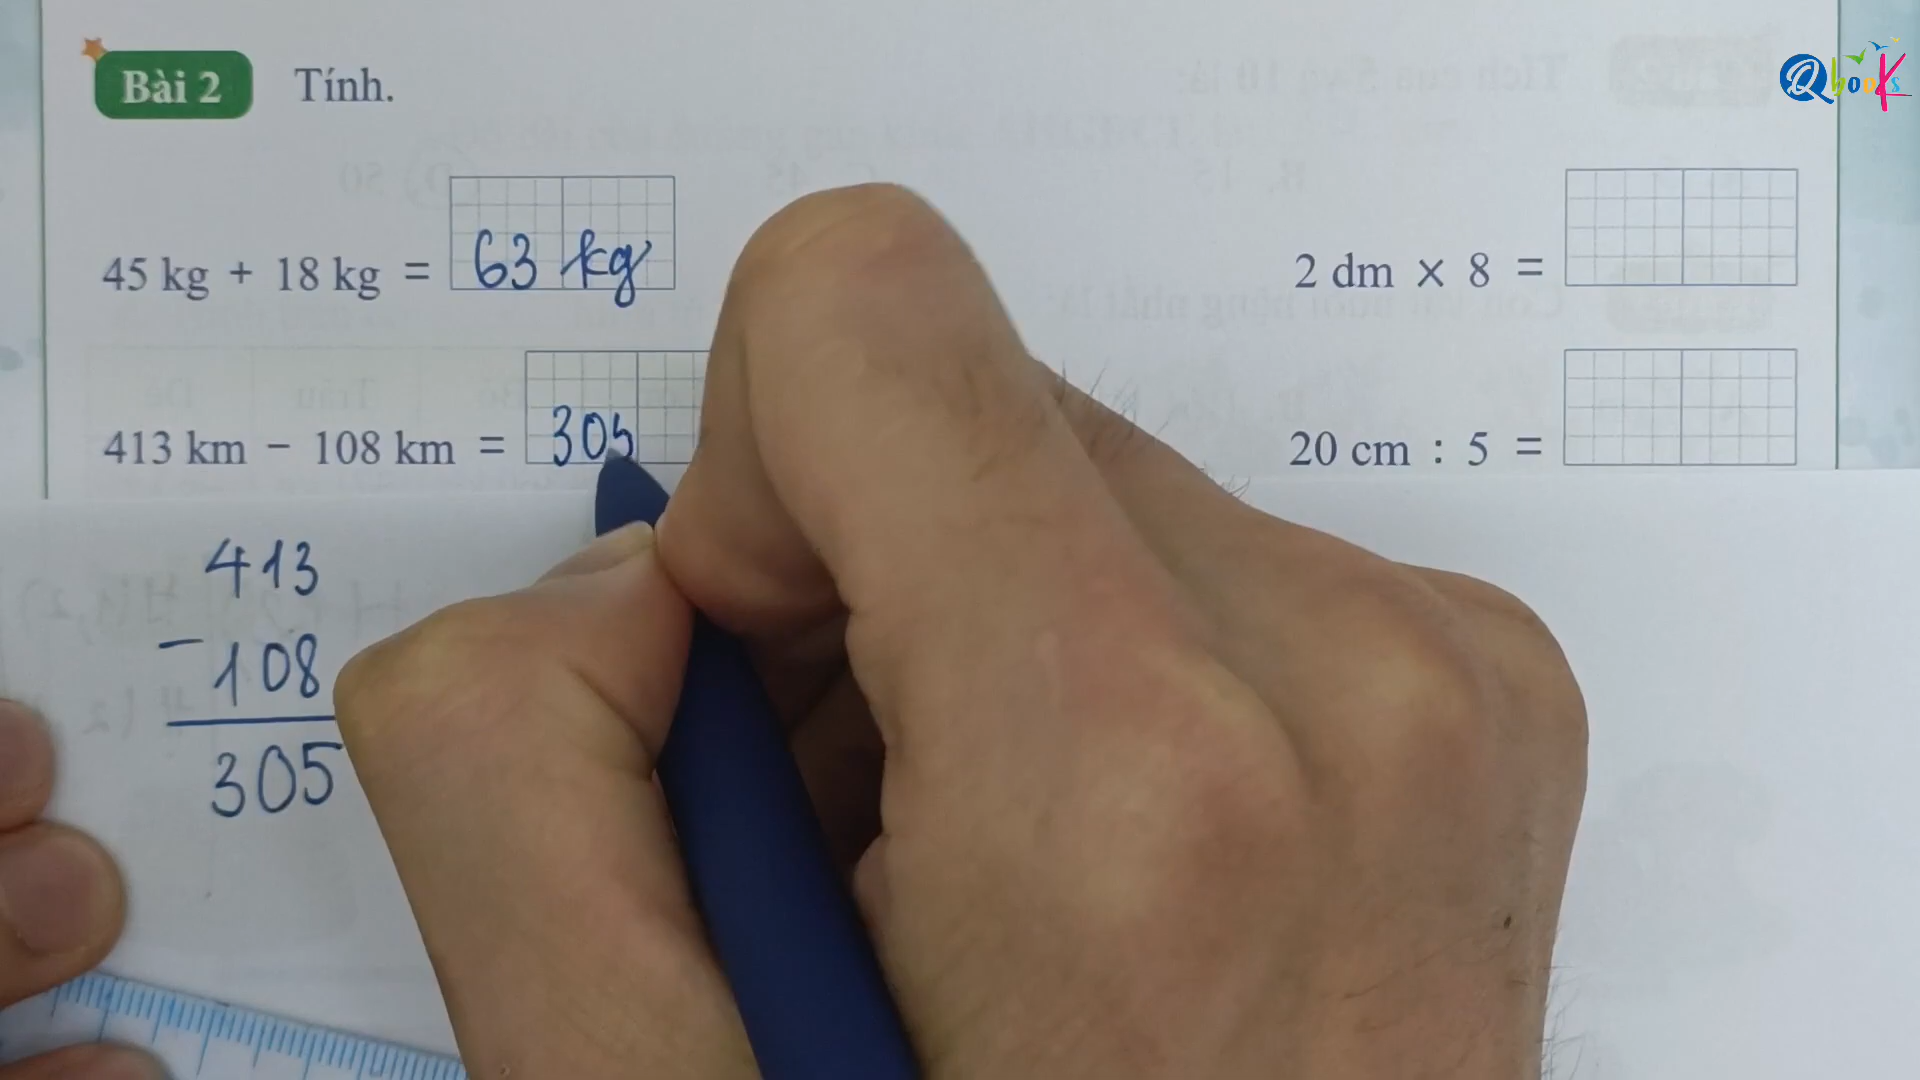 Qbooks
Bài 2 Tính.
45 kg + 18 kg = 63 kg
2 dm × 8 =
413 km − 108 km = 305
20 cm : 5 =
413
− 108
305